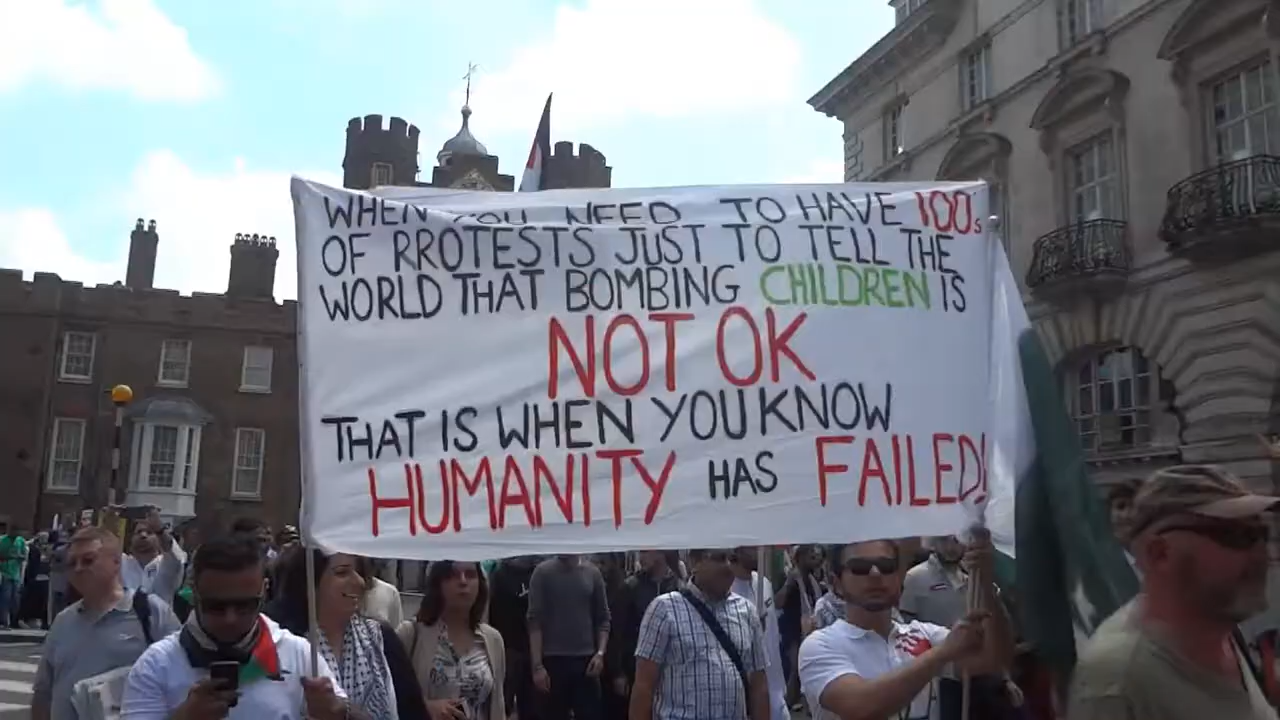 WHEN YOU NEED TO HAVE 100s
OF RROTESTS JUST TO TELL THE
WORLD THAT BOMBING CHILDREN IS
NOT OK
THAT IS WHEN YOU KNOW
HUMANITY HAS FAILED!